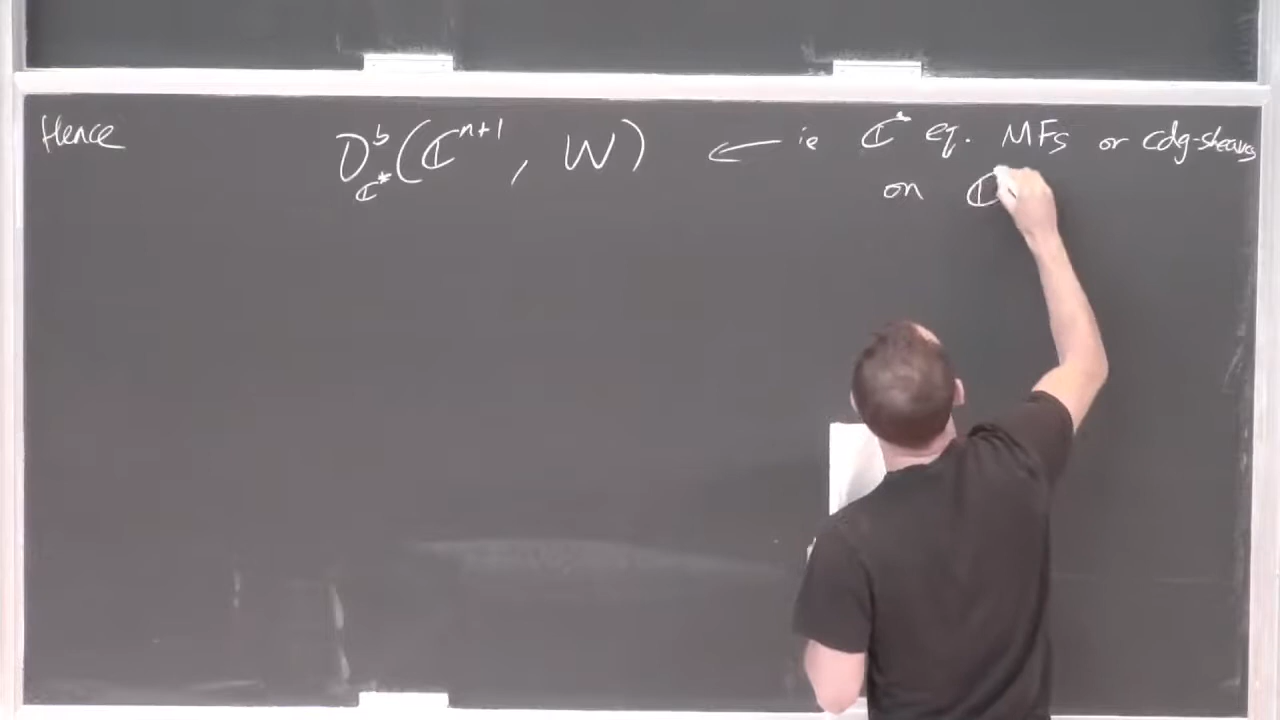 Hence D^b_{ℂ*}(ℂ^{n+1}, W) ← ie ℂ* eq. MFs or cdg-sheaves
on ℂ